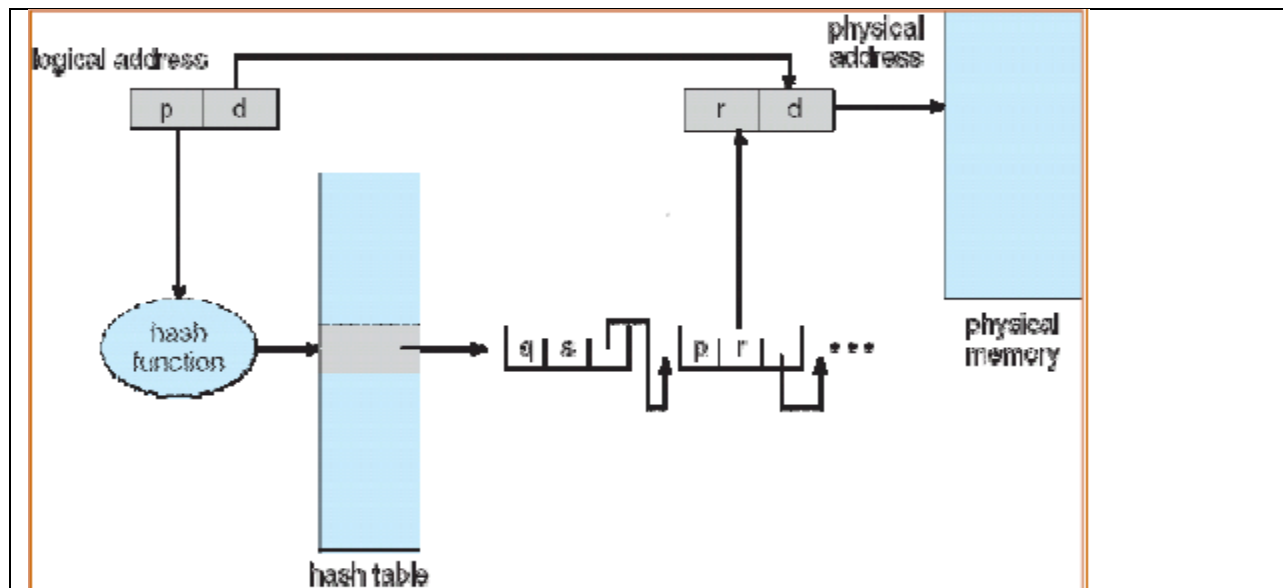 logical address
physical
address
p d
r d
hash
function
q s
p r
•••
physical
memory
hash table